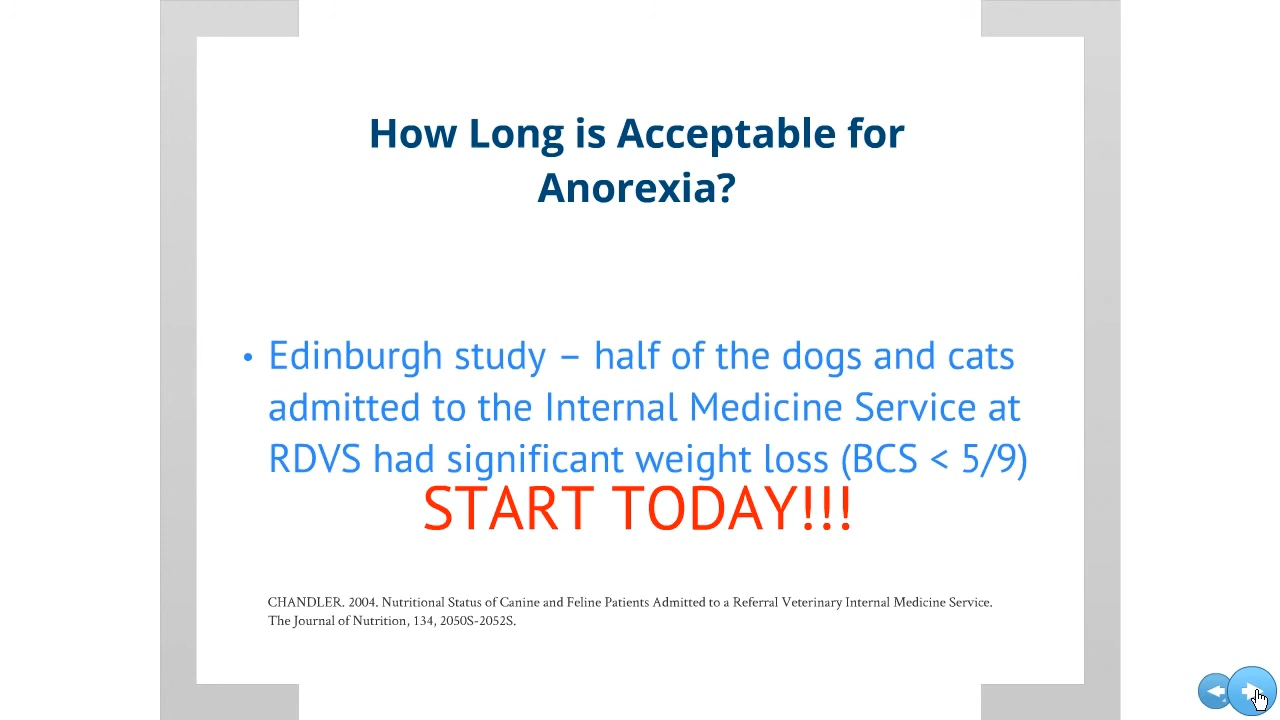 How Long is Acceptable for
Anorexia?
• Edinburgh study – half of the dogs and cats
admitted to the Internal Medicine Service at
RDVS had significant weight loss (BCS < 5/9)
START TODAY!!!
CHANDLER. 2004. Nutritional Status of Canine and Feline Patients Admitted to a Referral Veterinary Internal Medicine Service.
The Journal of Nutrition, 134, 2050S-2052S.